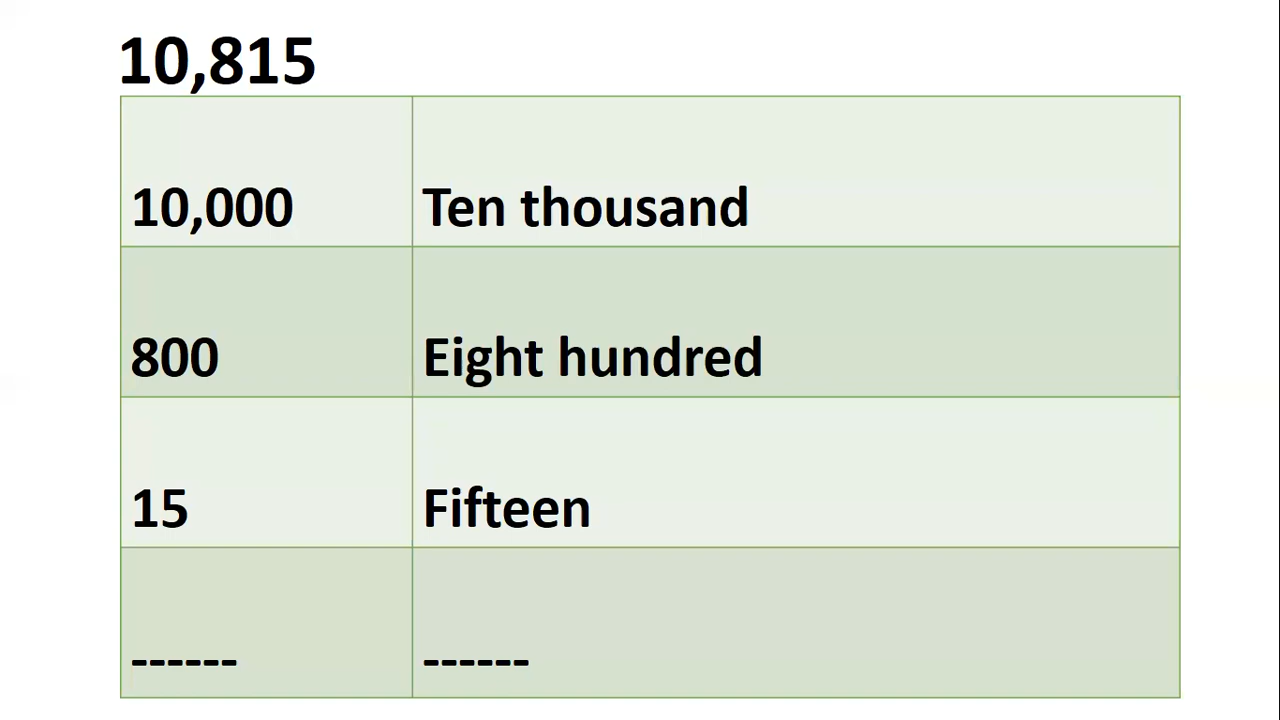 10,815
10,000 Ten thousand
800 Eight hundred
15 Fifteen
------ ------